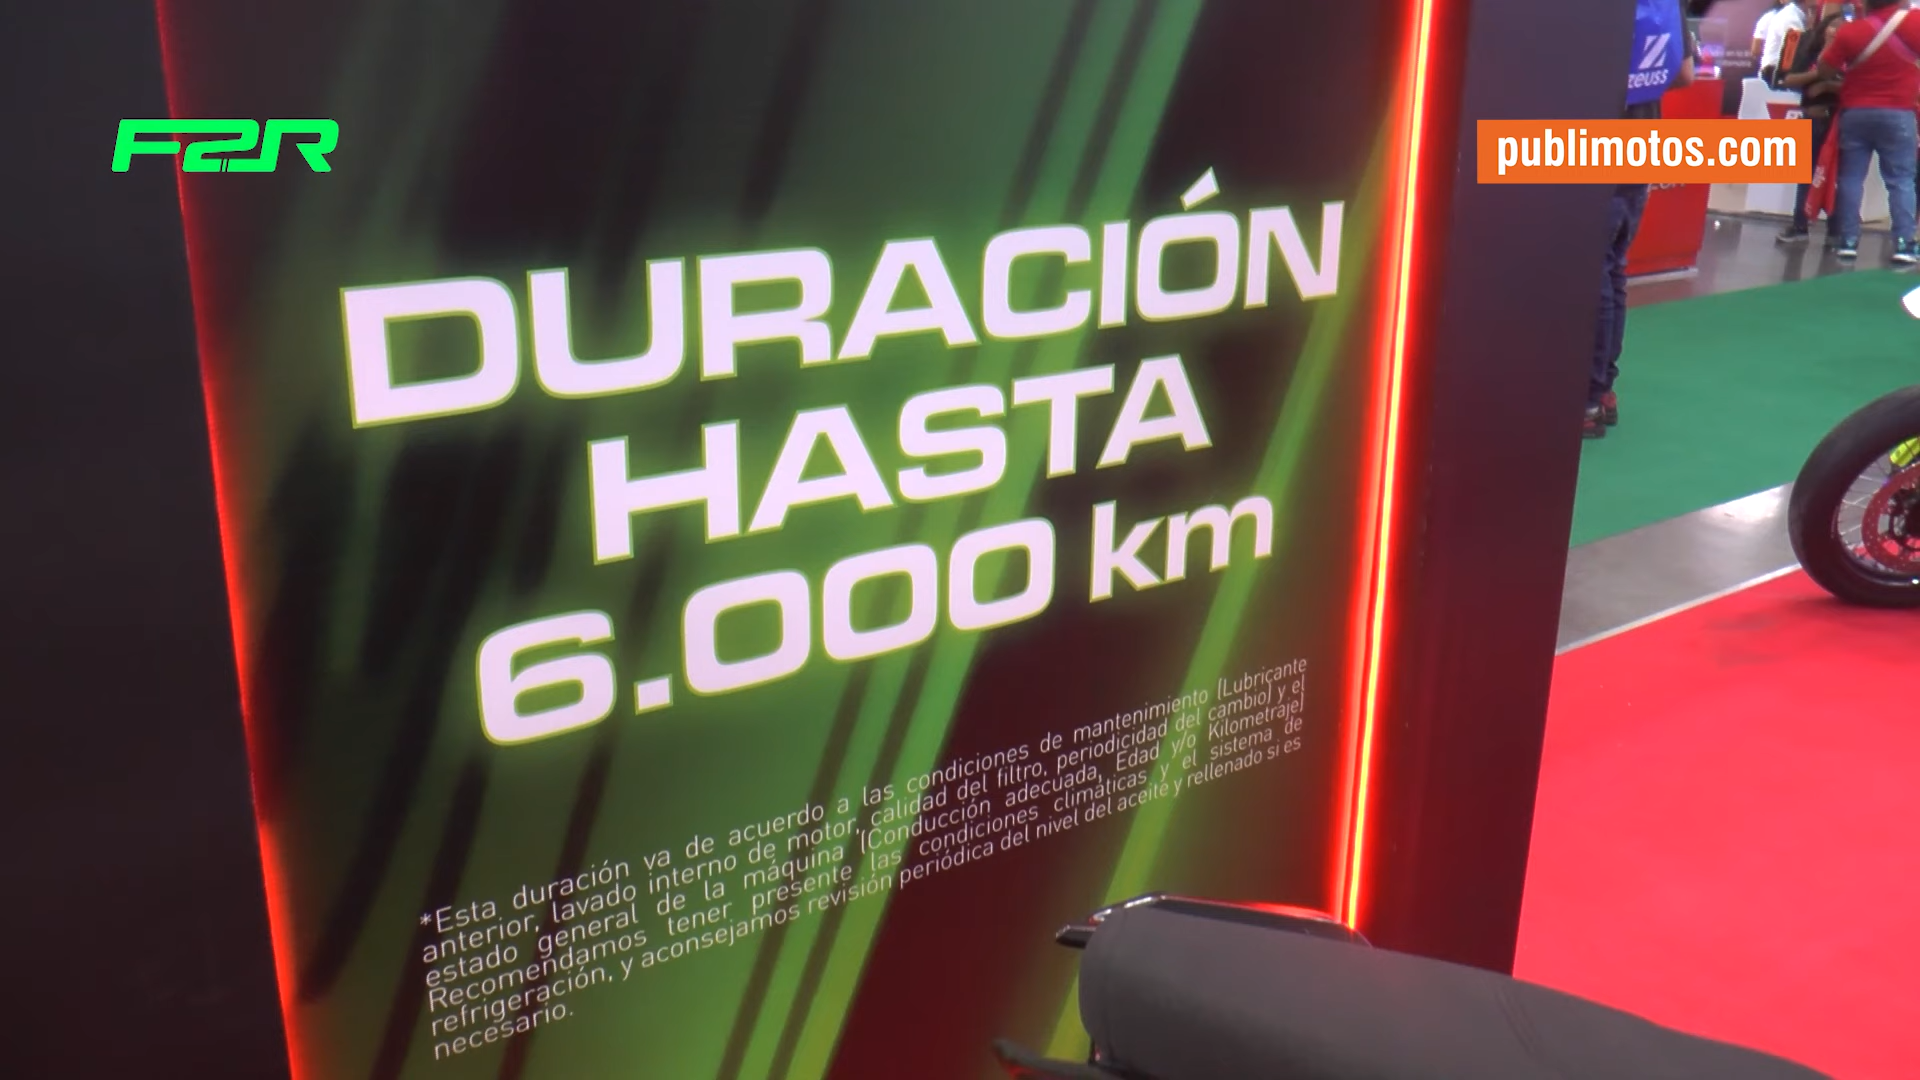 F2R
publimotos.com
zeuss
DURACIÓN
HASTA
6.000 km
*Esta duración va de acuerdo a las condiciones de mantenimiento (Lubricante
anterior, lavado interno de motor, calidad del filtro, periodicidad del cambio) y el
estado general de la máquina (Conducción adecuada, Edad y/o Kilometraje)
Recomendamos tener presente las condiciones climáticas y el sistema de
refrigeración, y aconsejamos revisión periódica del nivel del aceite y rellenado si es
necesario.